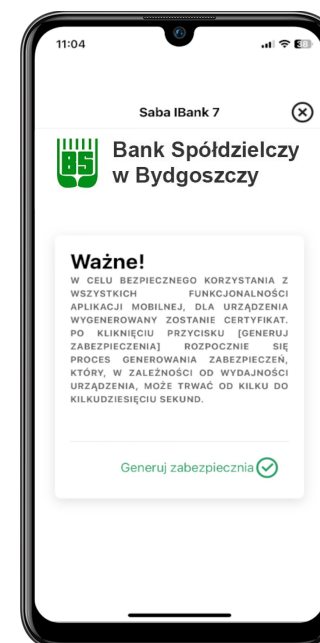 11:04
38
Saba IBank 7
BS
Bank Spółdzielczy
w Bydgoszczy
Ważne!
W CELU BEZPIECZNEGO KORZYSTANIA Z
WSZYSTKICH FUNKCJONALNOŚCI
APLIKACJI MOBILNEJ, DLA URZĄDZENIA
WYGENEROWANY ZOSTANIE CERTYFIKAT.
PO KLIKNIĘCIU PRZYCISKU [GENERUJ
ZABEZPIECZENIA] ROZPOCZNIE SIĘ
PROCES GENEROWANIA ZABEZPIECZEŃ,
KTÓRY, W ZALEŻNOŚCI OD WYDAJNOŚCI
URZĄDZENIA, MOŻE TRWAĆ OD KILKU DO
KILKUDZIESIĘCIU SEKUND.
Generuj zabezpiecznia